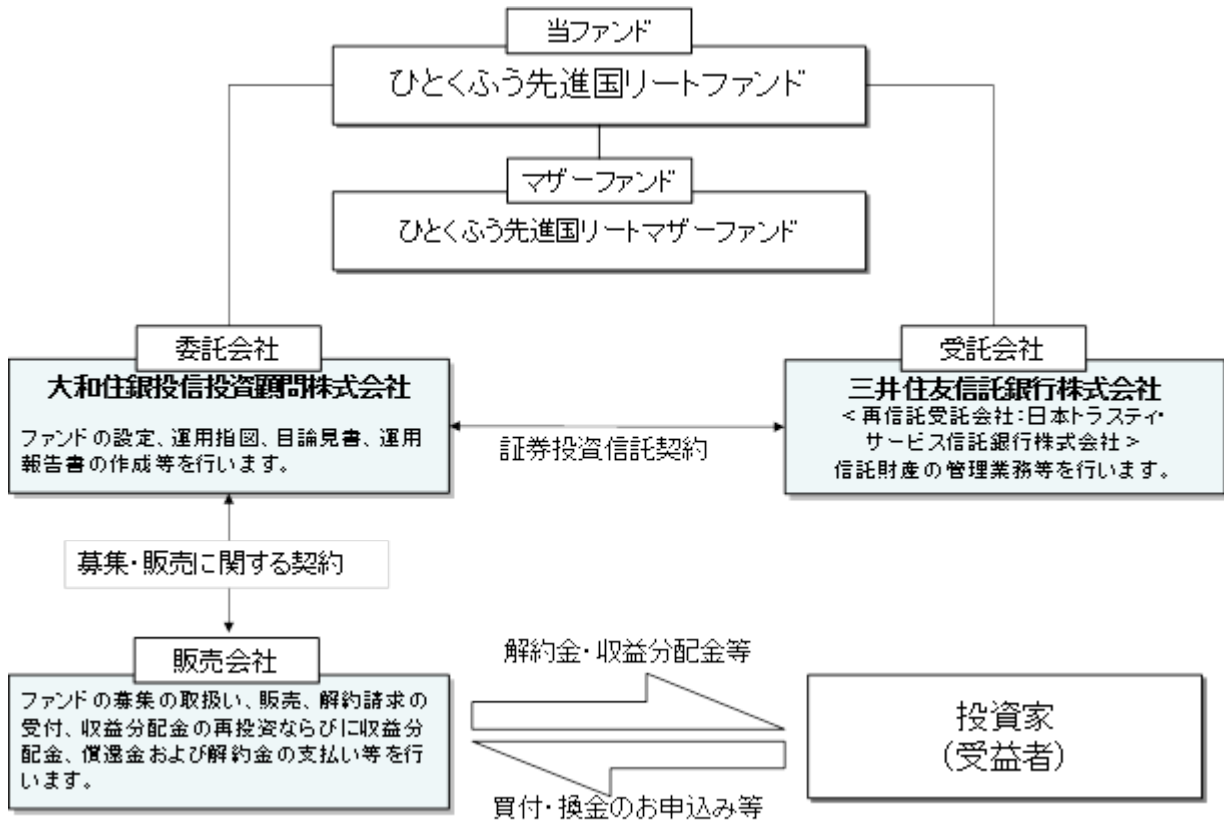 当ファンド
ひとくふう先進国リートファンド
マザーファンド
ひとくふう先進国リートマザーファンド
委託会社
大和住銀投信投資顧問株式会社
ファンドの設定、運用指図、目論見書、運用
報告書の作成等を行います。
証券投資信託契約
受託会社
三井住友信託銀行株式会社
<再信託受託会社:日本トラスティ・
サービス信託銀行株式会社>
信託財産の管理業務等を行います。
募集・販売に関する契約
販売会社
ファンドの募集の取扱い、販売、解約請求の
受付、収益分配金の再投資ならびに収益分
配金、償還金および解約金の支払い等を行
います。
解約金・収益分配金等
買付・換金のお申込み等
投資家
(受益者)